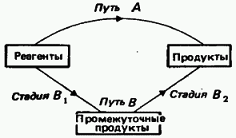 Путь А
Реагенты
Продукты
Стадия В1
Путь В
Стадия В2
Промежуточные
продукты